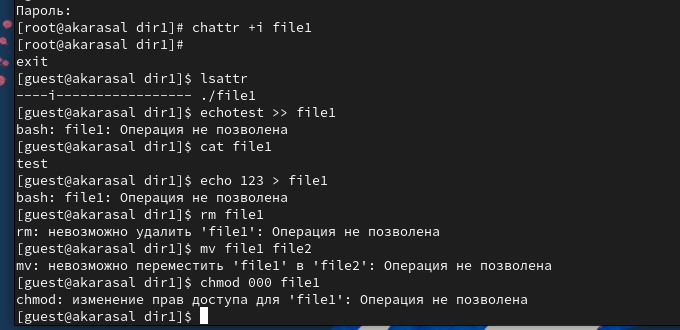 Пароль:
[root@akarasal dir1]# chattr +i file1
[root@akarasal dir1]#
exit
[guest@akarasal dir1]$ lsattr
----i----------------- ./file1
[guest@akarasal dir1]$ echotest >> file1
bash: file1: Операция не позволена
[guest@akarasal dir1]$ cat file1
test
[guest@akarasal dir1]$ echo 123 > file1
bash: file1: Операция не позволена
[guest@akarasal dir1]$ rm file1
rm: невозможно удалить 'file1': Операция не позволена
[guest@akarasal dir1]$ mv file1 file2
mv: невозможно переместить 'file1' в 'file2': Операция не позволена
[guest@akarasal dir1]$ chmod 000 file1
chmod: изменение прав доступа для 'file1': Операция не позволена
[guest@akarasal dir1]$